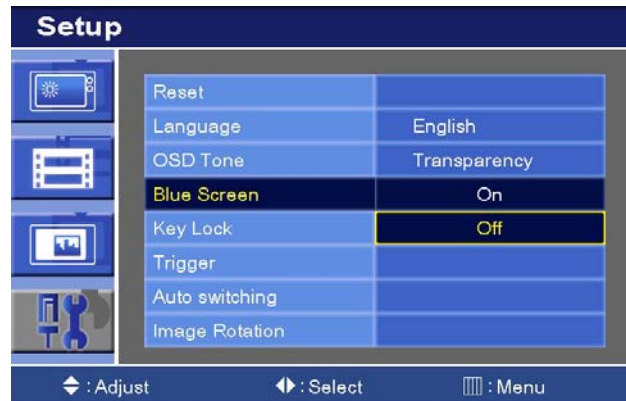 Setup
Reset
Language English
OSD Tone Transparency
Blue Screen On
Key Lock Off
Trigger
Auto switching
Image Rotation
: Adjust : Select : Menu